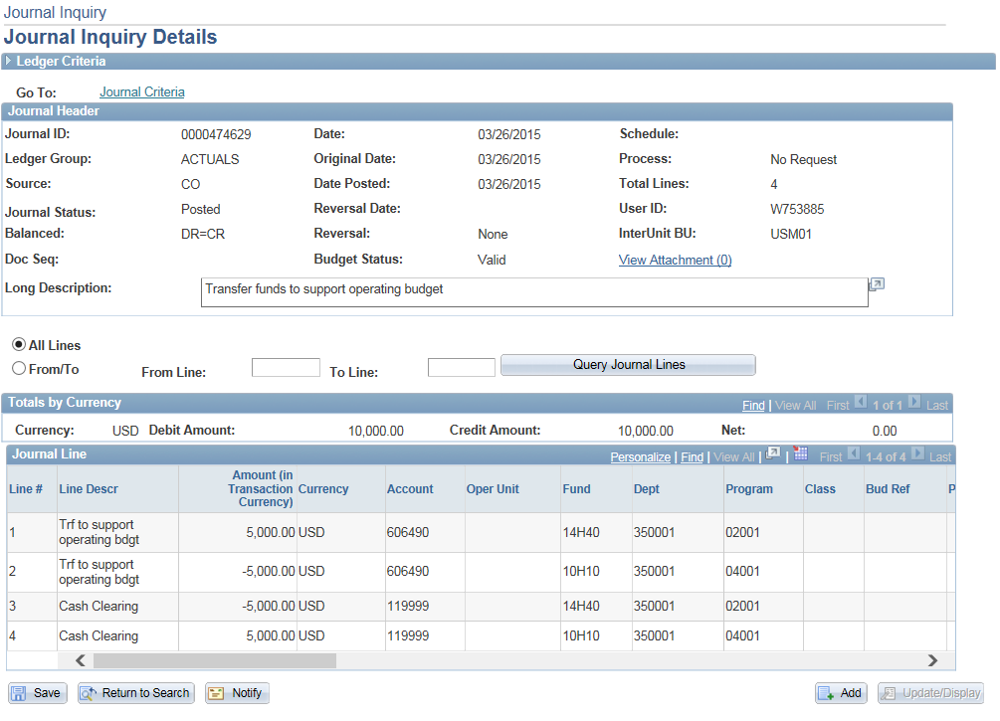 Journal Inquiry
Journal Inquiry Details
Ledger Criteria
Go To: Journal Criteria
Journal Header
Journal ID: 0000474629 Date: 03/26/2015 Schedule:
Ledger Group: ACTUALS Original Date: 03/26/2015 Process: No Request
Source: CO Date Posted: 03/26/2015 Total Lines: 4
Journal Status: Posted Reversal Date: User ID: W753885
Balanced: DR=CR Reversal: None InterUnit BU: USM01
Doc Seq: Budget Status: Valid View Attachment (0)
Long Description: Transfer funds to support operating budget
All Lines
From/To From Line: To Line: Query Journal Lines
Totals by Currency Find | View All First 1 of 1 Last
Currency: USD Debit Amount: 10,000.00 Credit Amount: 10,000.00 Net: 0.00
Journal Line Personalize | Find | View All | | First 1-4 of 4 Last
Line # Line Descr Amount (in Transaction Currency) Currency Account Oper Unit Fund Dept Program Class Bud Ref P
1 Trf to support operating bdgt 5,000.00 USD 606490 14H40 350001 02001
2 Trf to support operating bdgt -5,000.00 USD 606490 10H10 350001 04001
3 Cash Clearing -5,000.00 USD 119999 14H40 350001 02001
4 Cash Clearing 5,000.00 USD 119999 10H10 350001 04001
Save Return to Search Notify Add Update/Display